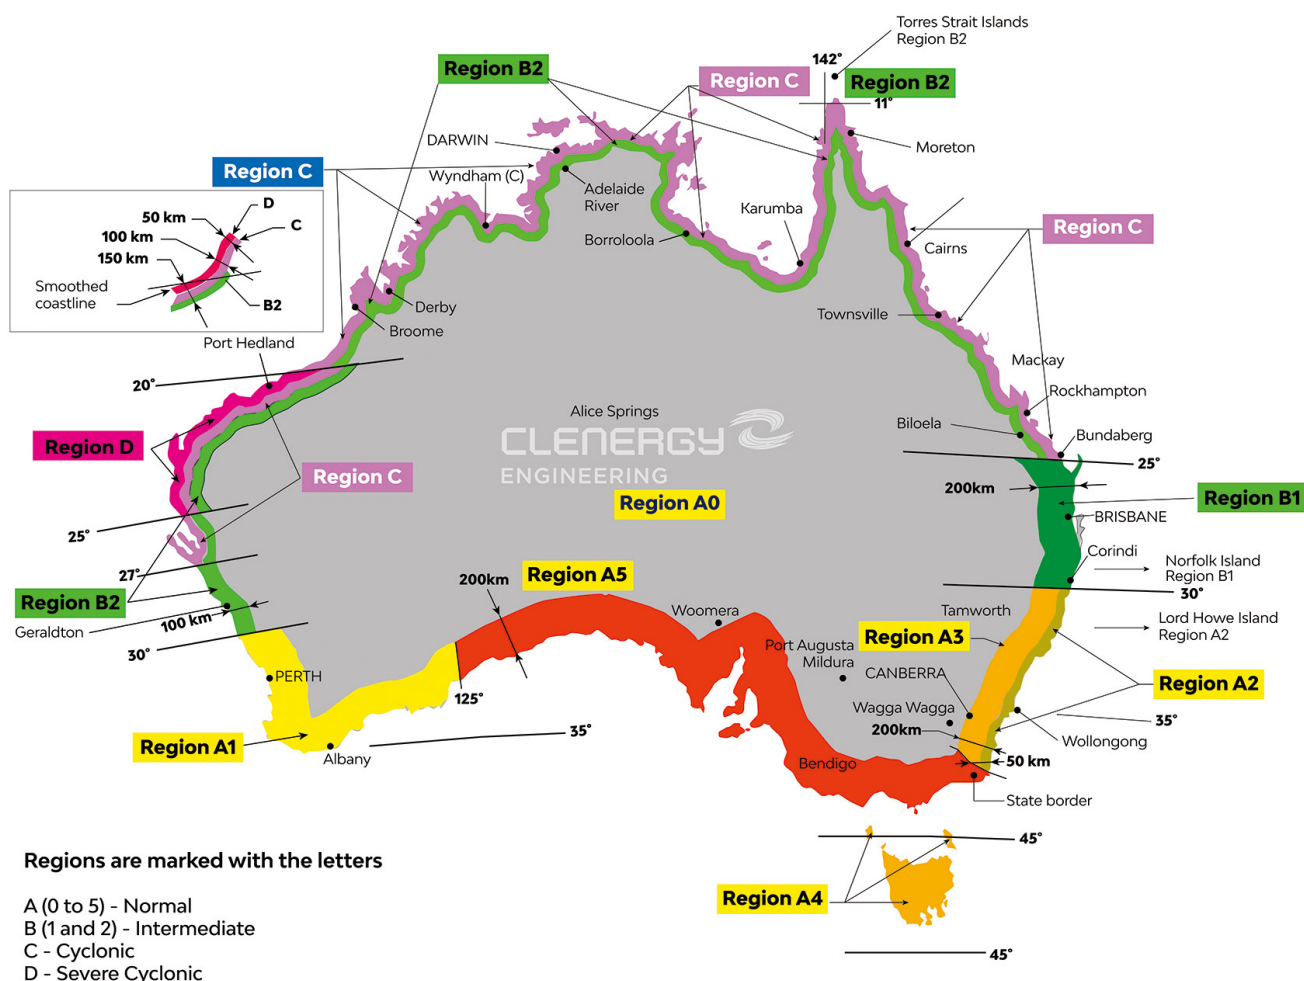 Torres Strait Islands
Region B2
142°
Region B2
Region C
Region B2
11°
DARWIN
Moreton
Region C
Wyndham (C)
Adelaide
River
D
50 km
C
100 km
150 km
Smoothed
coastline
B2
Karumba
Borroloola
Region C
Cairns
Derby
Broome
Townsville
Port Hedland
20°
Mackay
Rockhampton
Alice Springs
Biloela
CLENERGY
ENGINEERING
Bundaberg
Region D
25°
Region C
200km
Region A0
Region B1
BRISBANE
25°
Corindi
Norfolk Island
Region B1
27°
200km
Region A5
30°
Region B2
Geraldton
100 km
Woomera
Tamworth
Lord Howe Island
Region A2
Region A3
30°
Port Augusta
Mildura
PERTH
CANBERRA
Region A2
125°
Wagga Wagga
35°
200km
35°
Region A1
Wollongong
Albany
Bendigo
50 km
State border
45°
Regions are marked with the letters
Region A4
A (0 to 5) - Normal
B (1 and 2) - Intermediate
C - Cyclonic
D - Severe Cyclonic
45°